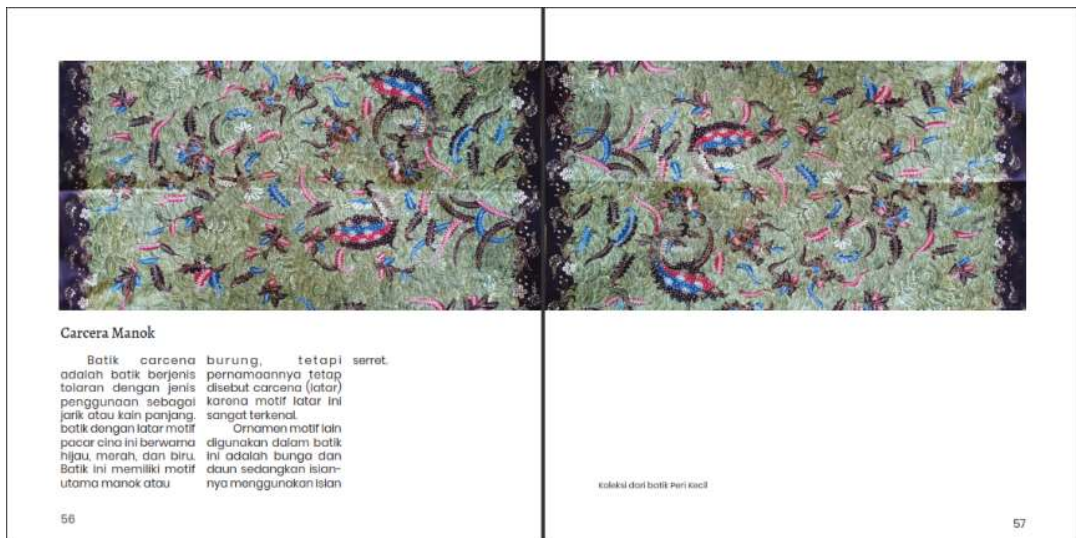 Carcera Manok
Batik carcena
adalah batik berjenis
tolaran dengan jenis
penggunaan sebagai
jarik atau kain panjang.
batik dengan latar motif
pacar cina ini berwarna
hijau, merah, dan biru.
Batik ini memiliki motif
utama manok atau
burung, tetapi
pernamaannya tetap
disebut carcena (latar)
karena motif latar ini
sangat terkenal.
Ornamen motif lain
digunakan dalam batik
ini adalah bunga dan
daun sedangkan isian-
nya menggunakan isian
serret.
Koleksi dari batik Peri Kecil
56
57